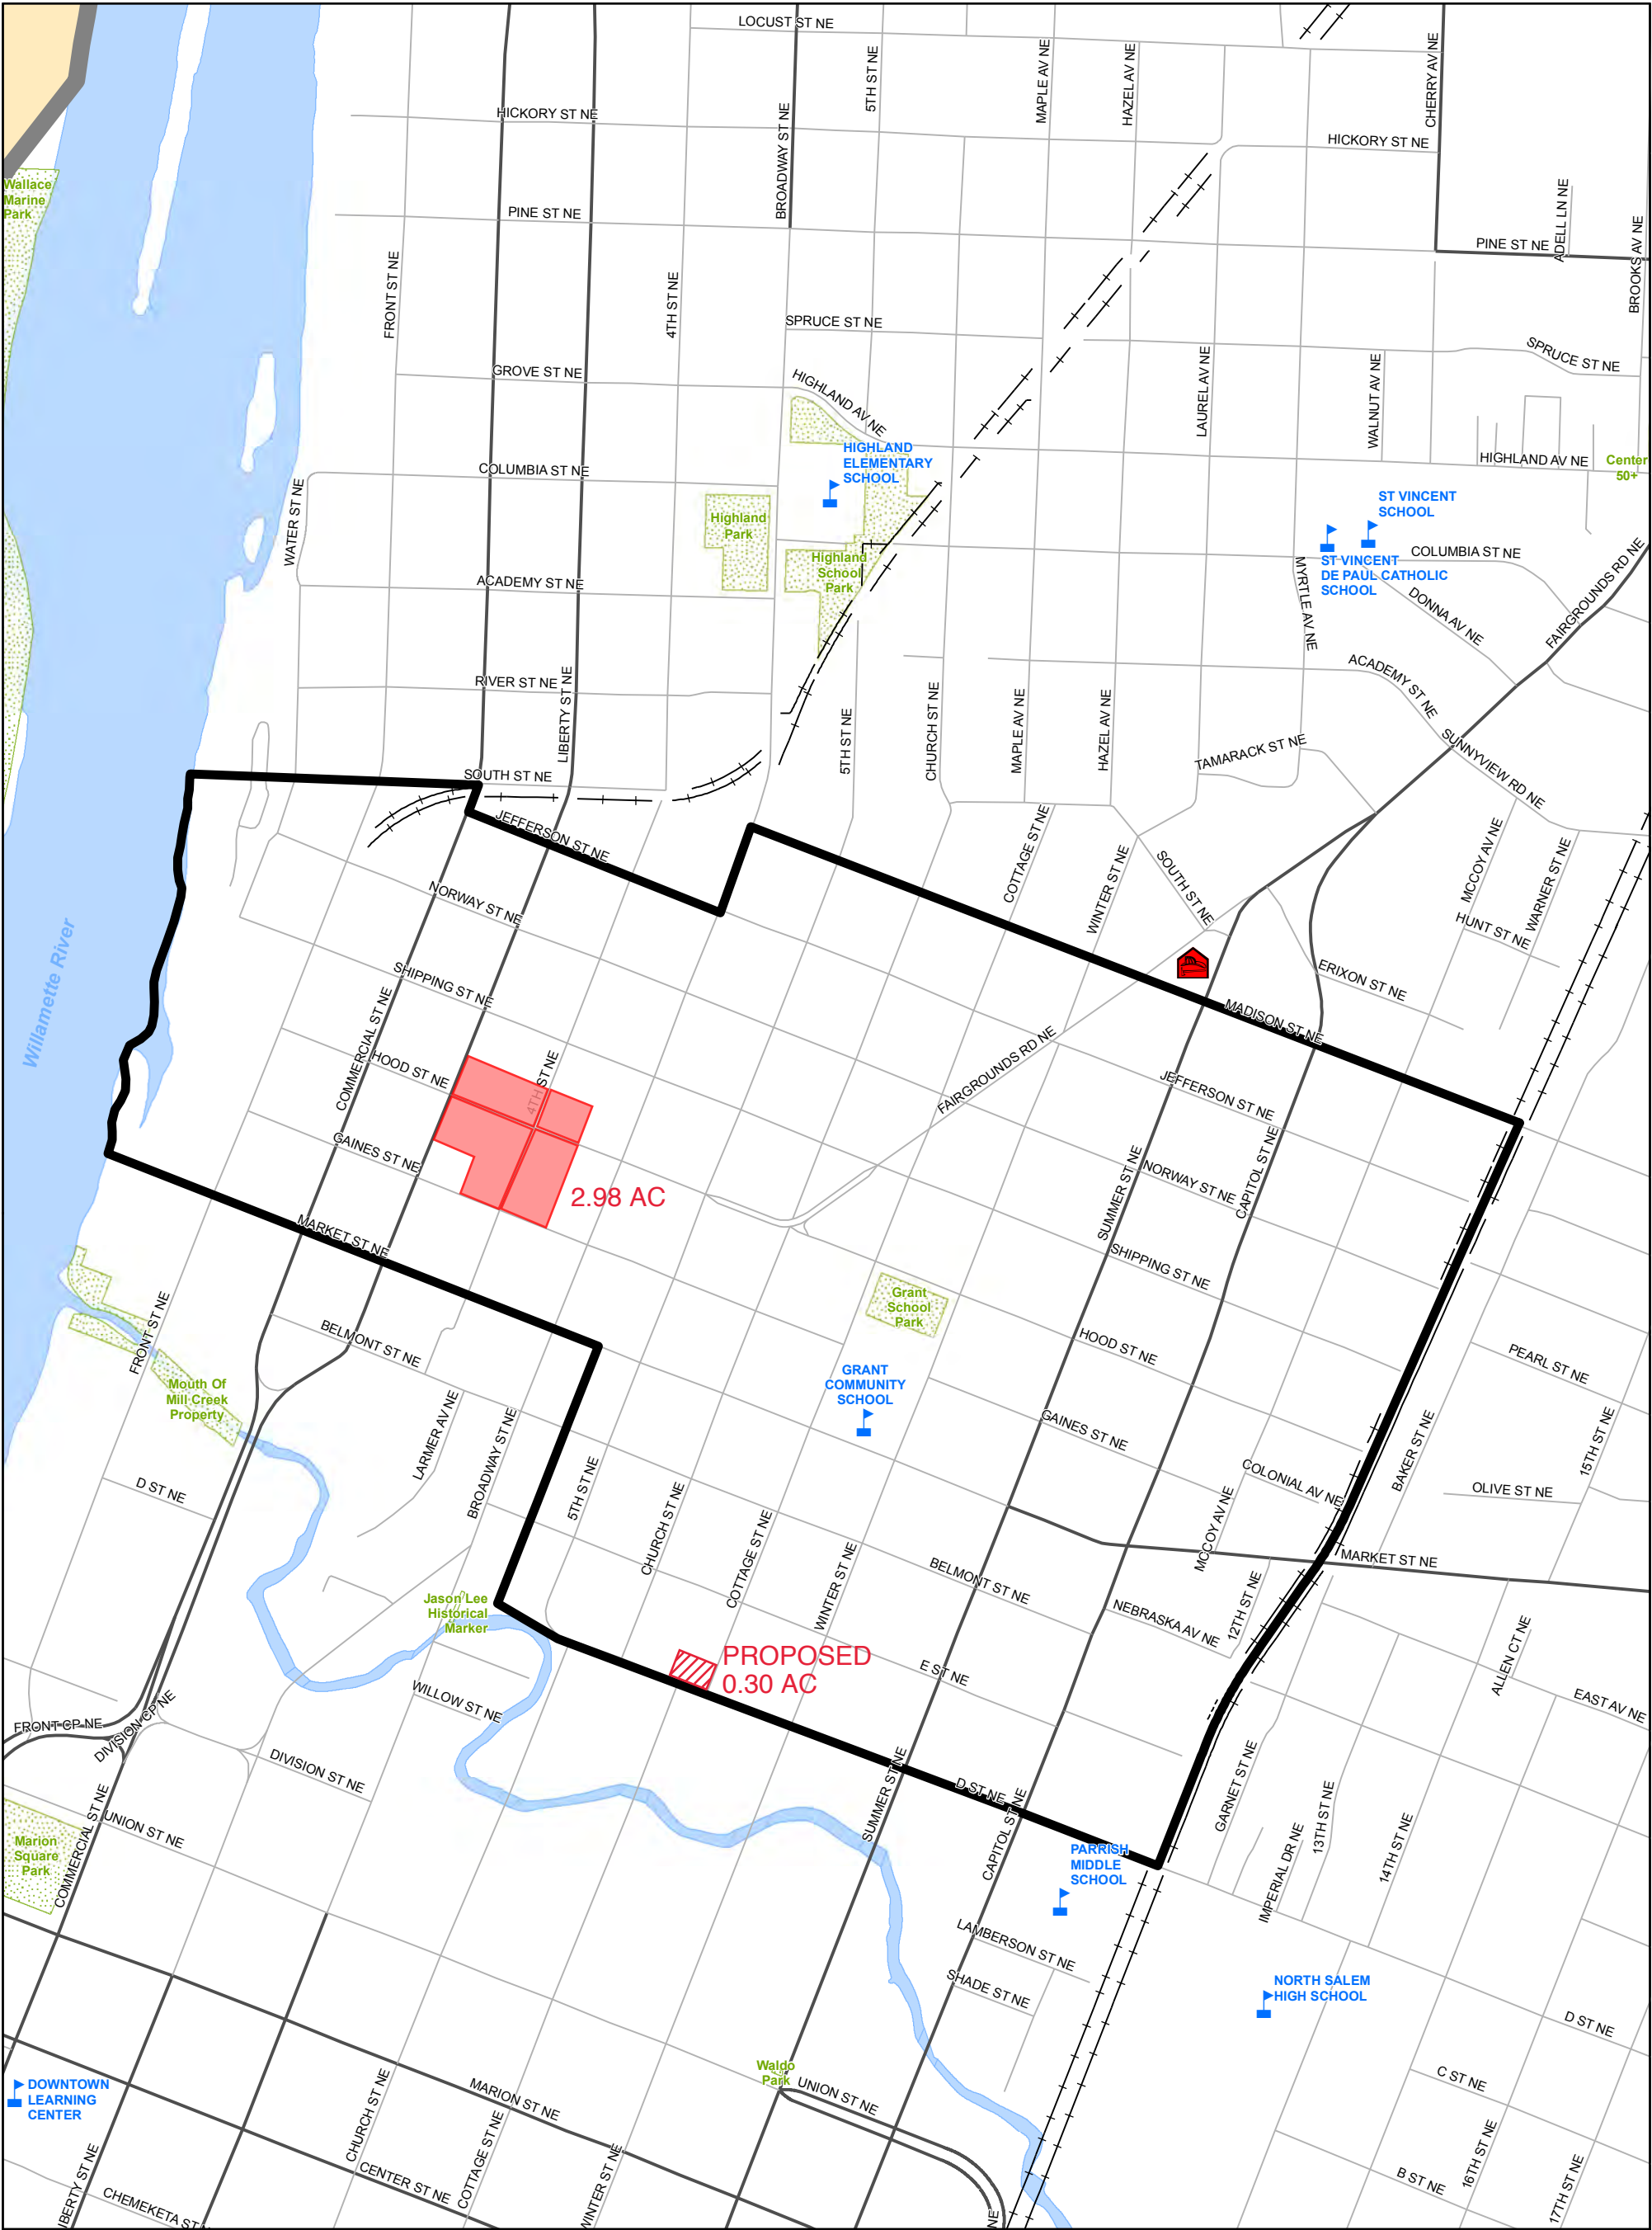 LOCUST ST NE
5TH ST NE
MAPLE AV NE
HAZEL AV NE
CHERRY AV NE
HICKORY ST NE
BROADWAY ST NE
HICKORY ST NE
Wallace
Marine
Park
PINE ST NE
ADELL LN NE
BROOKS AV NE
PINE ST NE
FRONT ST NE
4TH ST NE
SPRUCE ST NE
SPRUCE ST NE
LAUREL AV NE
WALNUT AV NE
GROVE ST NE
HIGHLAND AV NE
HIGHLAND
ELEMENTARY
SCHOOL
HIGHLAND AV NE
Center
50+
COLUMBIA ST NE
WATER ST NE
Highland
Park
ST VINCENT
SCHOOL
Highland
School
Park
COLUMBIA ST NE
ST VINCENT
DE PAUL CATHOLIC
SCHOOL
FAIRGROUNDS RD NE
ACADEMY ST NE
MYRTLE AV NE
DONNA AV NE
RIVER ST NE
LIBERTY ST NE
ACADEMY ST NE
5TH ST NE
CHURCH ST NE
MAPLE AV NE
HAZEL AV NE
TAMARACK ST NE
SUNNYVIEW RD NE
SOUTH ST NE
JEFFERSON ST NE
COTTAGE ST NE
WINTER ST NE
SOUTH ST NE
MCCOY AV NE
WARNER ST NE
HUNT ST NE
NORWAY ST NE
Willamette River
SHIPPING ST NE
ERIXON ST NE
MADISON ST NE
COMMERCIAL ST NE
HOOD ST NE
4TH ST NE
FAIRGROUNDS RD NE
JEFFERSON ST NE
GAINES ST NE
2.98 AC
SUMMER ST NE
NORWAY ST NE
CAPITOL ST NE
MARKET ST NE
SHIPPING ST NE
Grant
School
Park
FRONT ST NE
BELMONT ST NE
HOOD ST NE
PEARL ST NE
Mouth Of
Mill Creek
Property
GRANT
COMMUNITY
SCHOOL
LARMER AV NE
BROADWAY ST NE
GAINES ST NE
BAKER ST NE
15TH ST NE
D ST NE
5TH ST NE
CHURCH ST NE
COTTAGE ST NE
WINTER ST NE
COLONIAL AV NE
OLIVE ST NE
MCCOY AV NE
MARKET ST NE
BELMONT ST NE
NEBRASKA AV NE
12TH ST NE
Jason Lee
Historical
Marker
PROPOSED
0.30 AC
E ST NE
ALLEN CT NE
EAST AV NE
WILLOW ST NE
FRONT CP NE
DIVISION CP NE
DIVISION ST NE
SUMMER ST NE
D ST NE
CAPITOL ST NE
GARNET ST NE
13TH ST NE
14TH ST NE
IMPERIAL DR NE
UNION ST NE
COMMERCIAL ST NE
Marion
Square
Park
PARRISH
MIDDLE
SCHOOL
LAMBERSON ST NE
SHADE ST NE
NORTH SALEM
HIGH SCHOOL
D ST NE
Waldo
Park
UNION ST NE
C ST NE
DOWNTOWN
LEARNING
CENTER
MARION ST NE
CHURCH ST NE
COTTAGE ST NE
WINTER ST NE
CENTER ST NE
16TH ST NE
17TH ST NE
B ST NE
IBERTY ST NE
CHEMEKETA ST N
NE